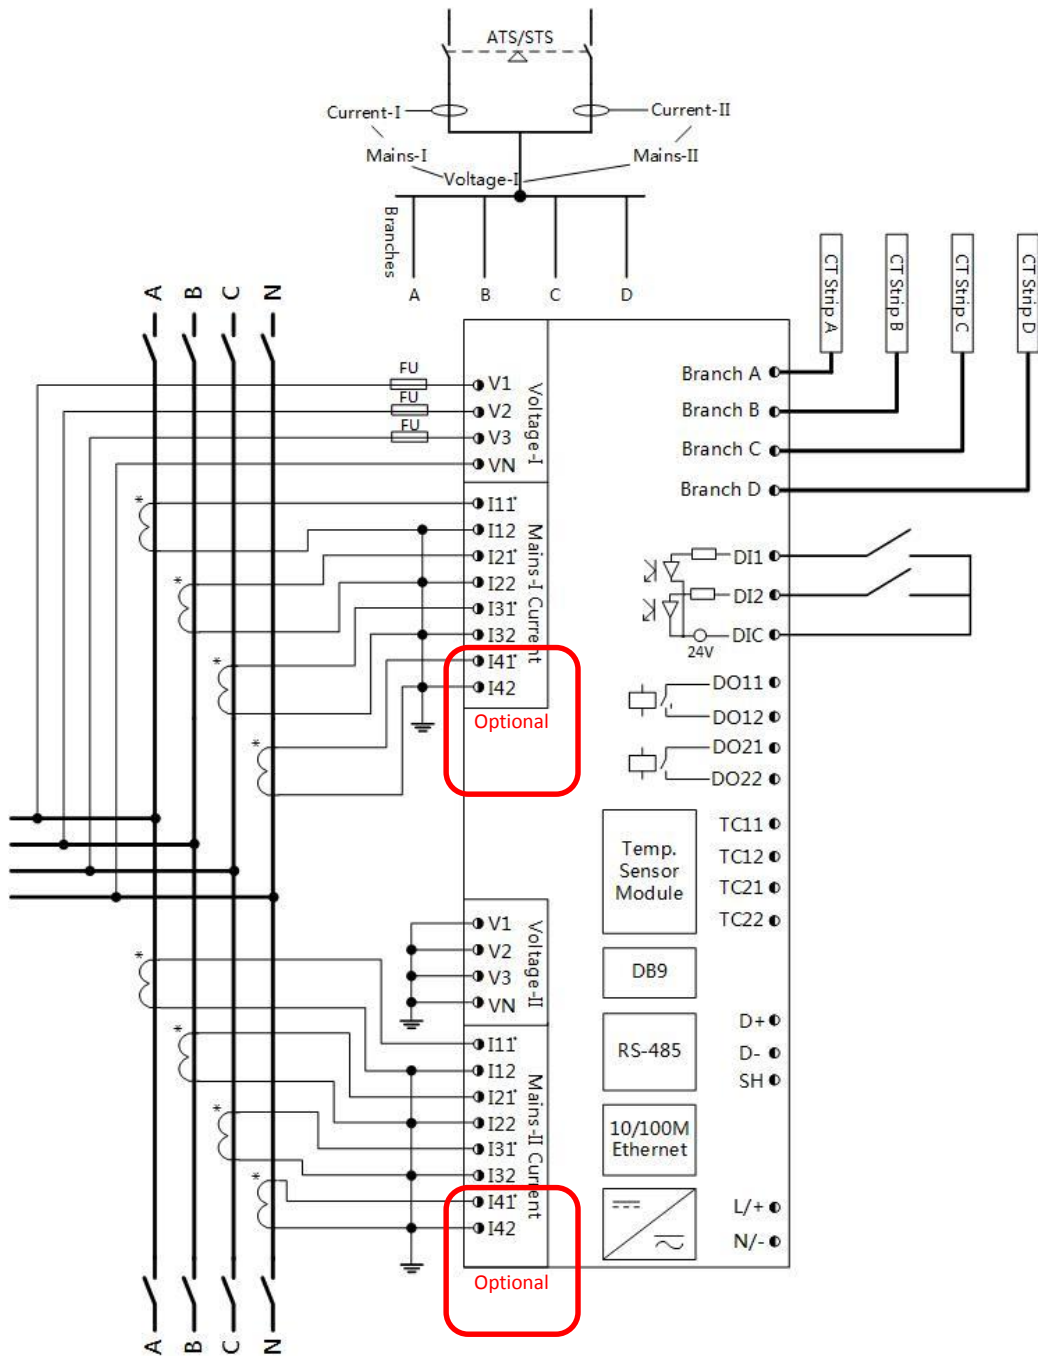 ATS/STS
Current-I
Current-II
Mains-I
Mains-II
Voltage-I
Branches
A
B
C
D
A
B
C
N
CT Strip A
CT Strip B
CT Strip C
CT Strip D
FU
FU
FU
V1
V2
V3
VN
Voltage-I
I11*
I12
I21*
I22
I31*
I32
I41*
I42
Mains-I Current
Optional
*
*
*
*
Branch A
Branch B
Branch C
Branch D
DI1
DI2
DIC
24V
DO11
DO12
DO21
DO22
Temp.
Sensor
Module
TC11
TC12
TC21
TC22
DB9
RS-485
D+
D-
SH
10/100M
Ethernet
L/+
N/-
V1
V2
V3
VN
Voltage-II
I11*
I12
I21*
I22
I31*
I32
I41*
I42
Mains-II Current
Optional
*
*
*
*
A
B
C
N